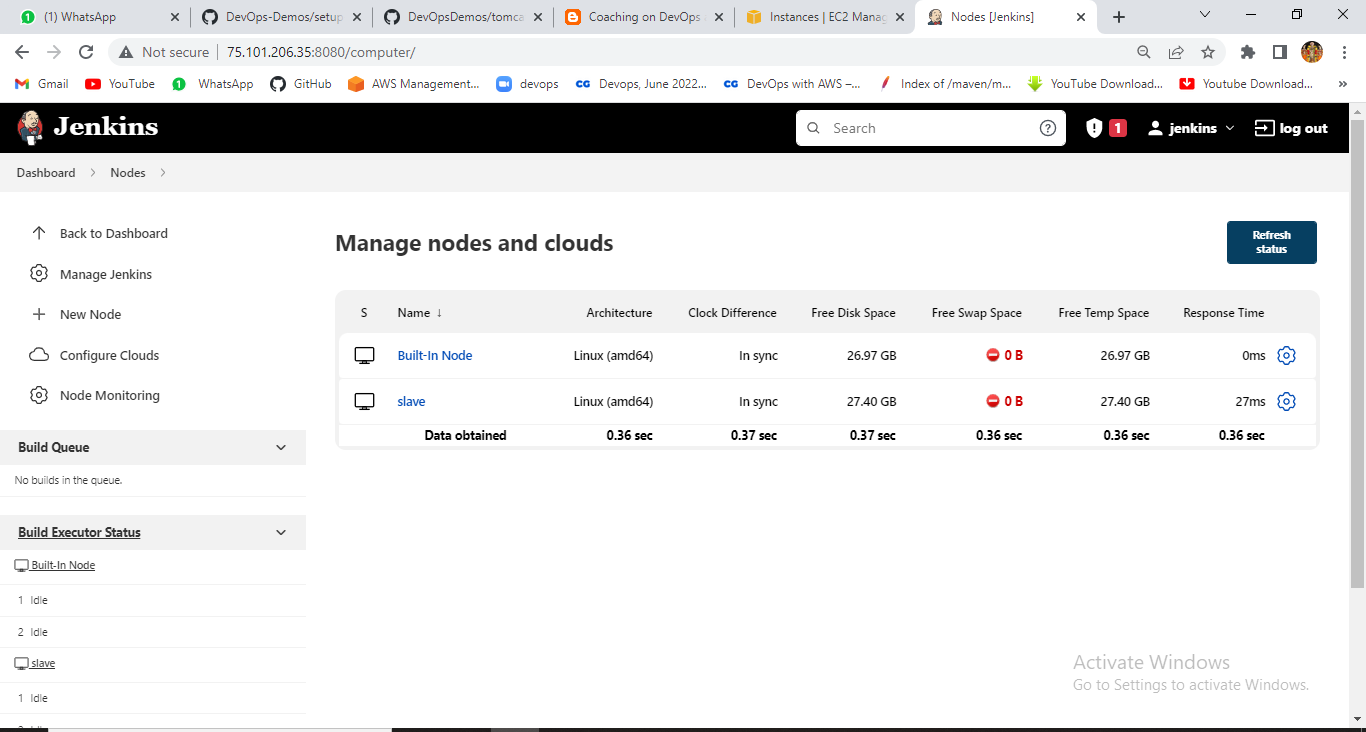 (1) WhatsApp
DevOps-Demos/setup
DevOpsDemos/tomca
Coaching on DevOps
Instances | EC2 Manag
Nodes [Jenkins]
Not secure
75.101.206.35:8080/computer/
Gmail
YouTube
1
WhatsApp
GitHub
AWS Management...
devops
CG
Devops, June 2022...
CG
DevOps with AWS –...
Index of /maven/m...
YouTube Download...
Youtube Download...
»
Jenkins
Search
1
jenkins
log out
Dashboard
Nodes
Back to Dashboard
Manage Jenkins
New Node
Configure Clouds
Node Monitoring
Build Queue
No builds in the queue.
Build Executor Status
Built-In Node
1 Idle
2 Idle
slave
1 Idle
Manage nodes and clouds
Refresh
status
S Name ↓ Architecture Clock Difference Free Disk Space Free Swap Space Free Temp Space Response Time
Built-In Node Linux (amd64) In sync 26.97 GB 0 B 26.97 GB 0ms
slave Linux (amd64) In sync 27.40 GB 0 B 27.40 GB 27ms
Data obtained 0.36 sec 0.37 sec 0.37 sec 0.36 sec 0.36 sec 0.36 sec
Activate Windows
Go to Settings to activate Windows.